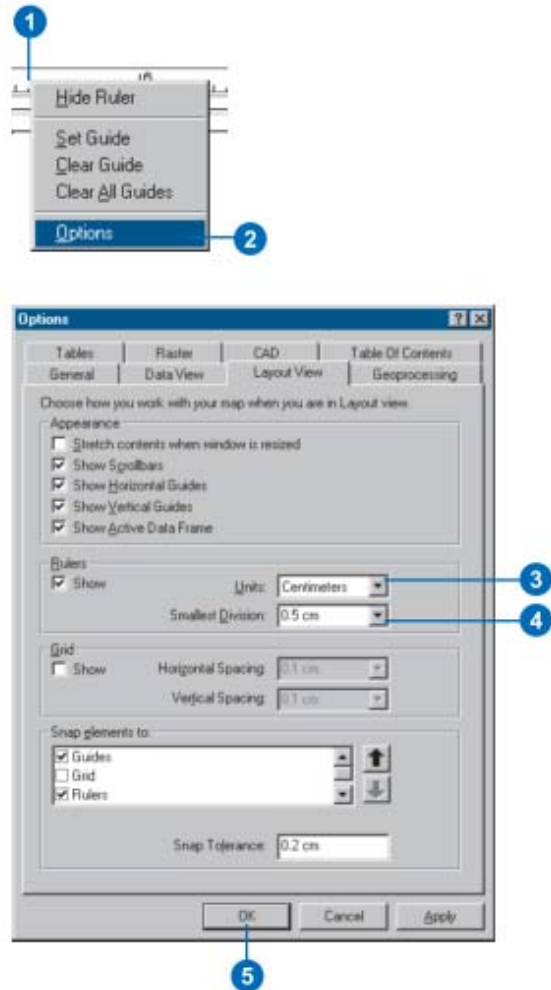 1
Hide Ruler
Set Guide
Clear Guide
Clear All Guides
Options
2
Options
Tables Raster CAD Table Of Contents
General Data View Layout View Geoprocessing
Choose how you work with your map when you are in Layout view.
Appearance
Stretch contents when window is resized
Show Scrollbars
Show Horizontal Guides
Show Vertical Guides
Show Active Data Frame
Rulers
Show Units: Centimeters
3
Smallest Division: 0.5 cm
4
Grid
Show Horizontal Spacing: 0.1 cm
Vertical Spacing: 0.1 cm
Snap elements to:
Guides
Grid
Rulers
Snap Tolerance: 0.2 cm
OK Cancel Apply
5